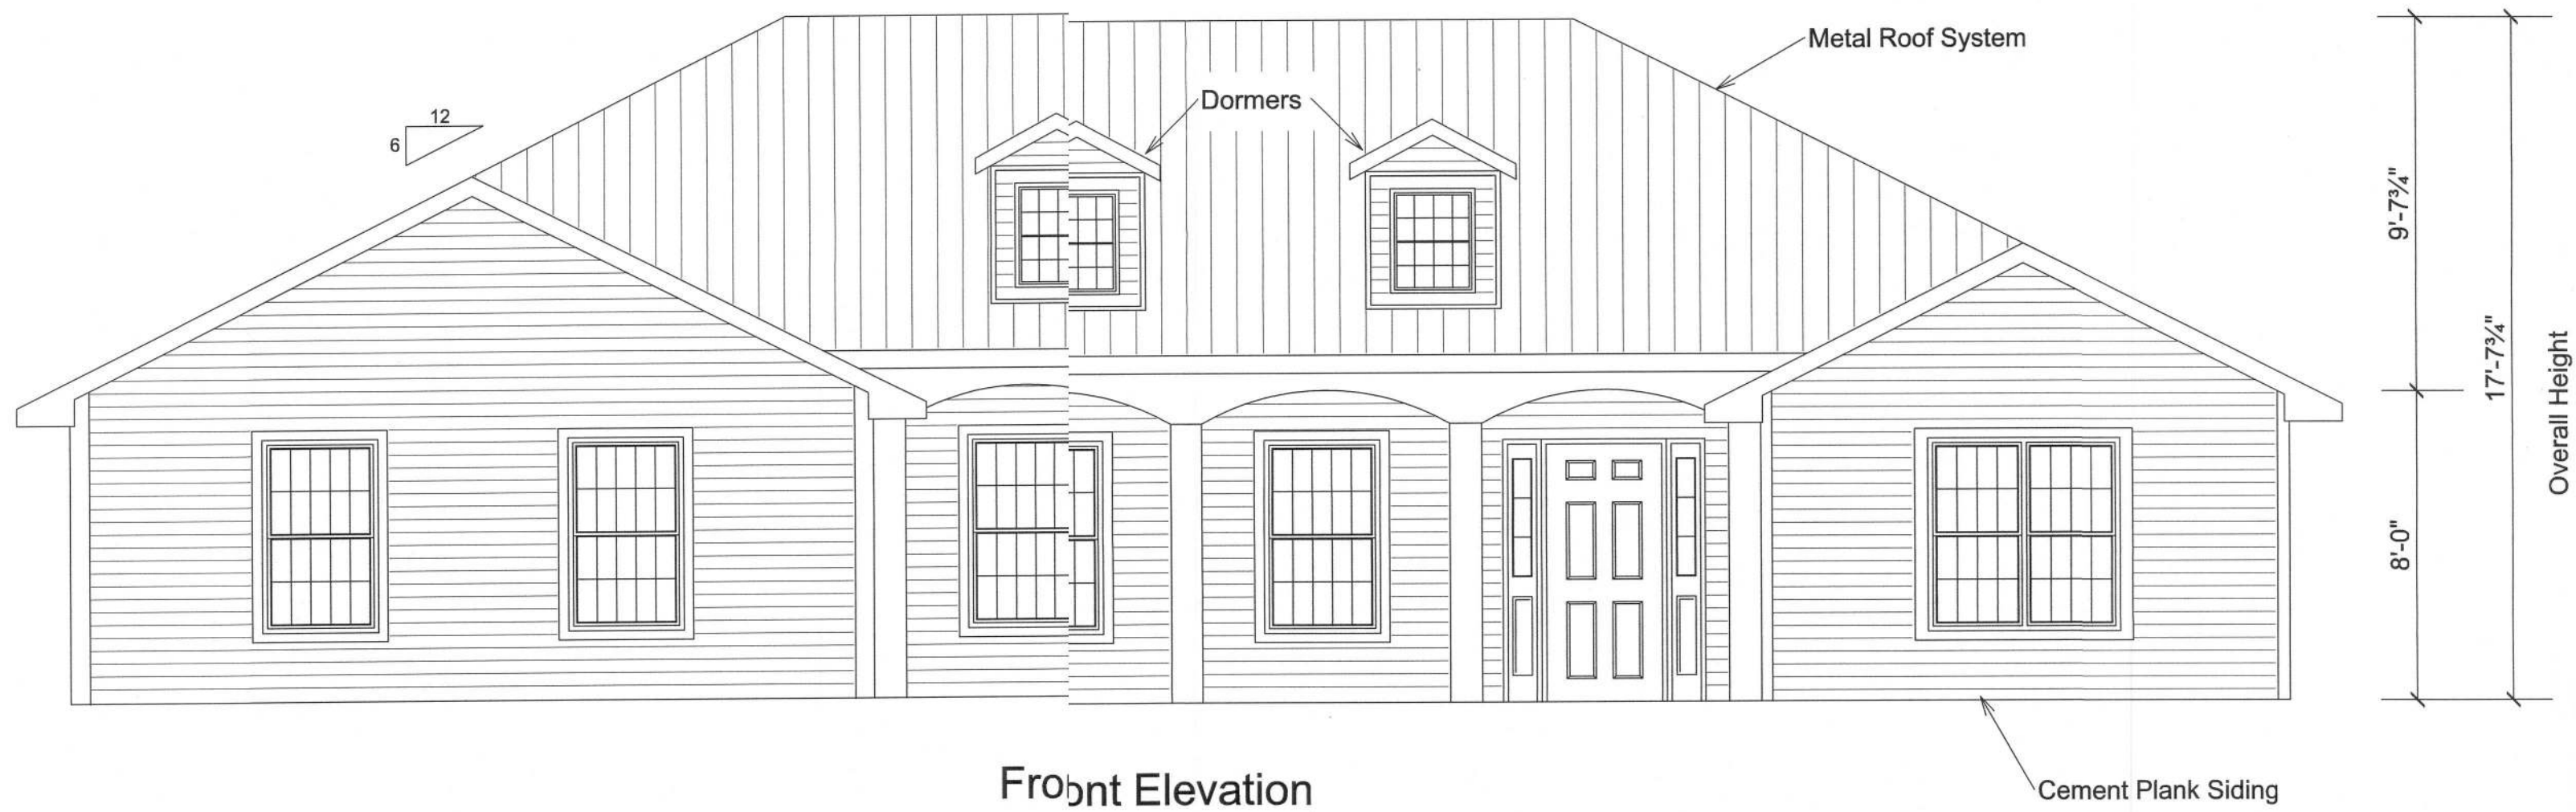 Metal Roof System
Dormers
12
6
9'-7¾"
17'-7¾"
Overall Height
8'-0"
Front Elevation
Cement Plank Siding